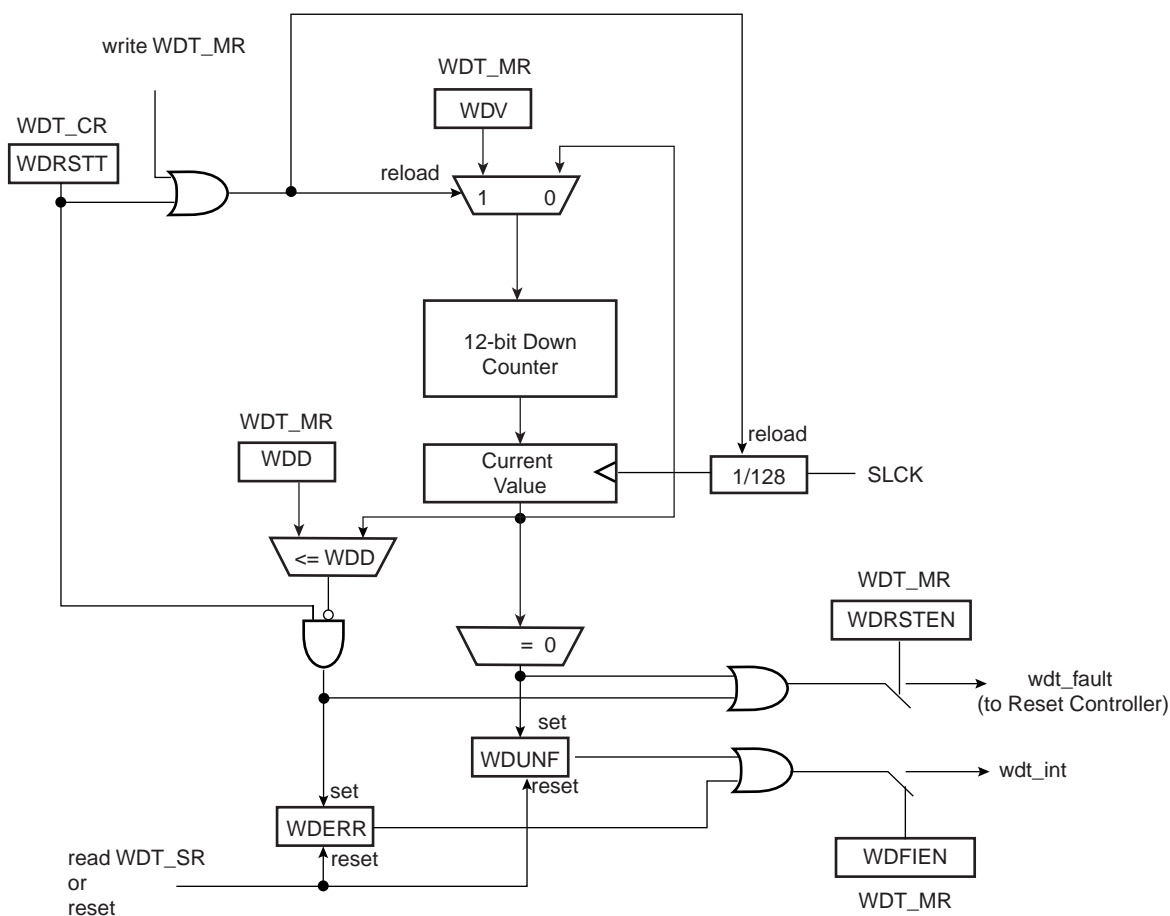 write WDT_MR
WDT_MR
WDV
WDT_CR
WDRSTT
reload
1 0
12-bit Down
Counter
WDT_MR
reload
WDD
Current
Value
1/128
SLCK
<= WDD
WDT_MR
WDRSTEN
= 0
wdt_fault
(to Reset Controller)
set
WDUNF
reset
wdt_int
set
WDERR
reset
read WDT_SR
or
reset
WDFIEN
WDT_MR